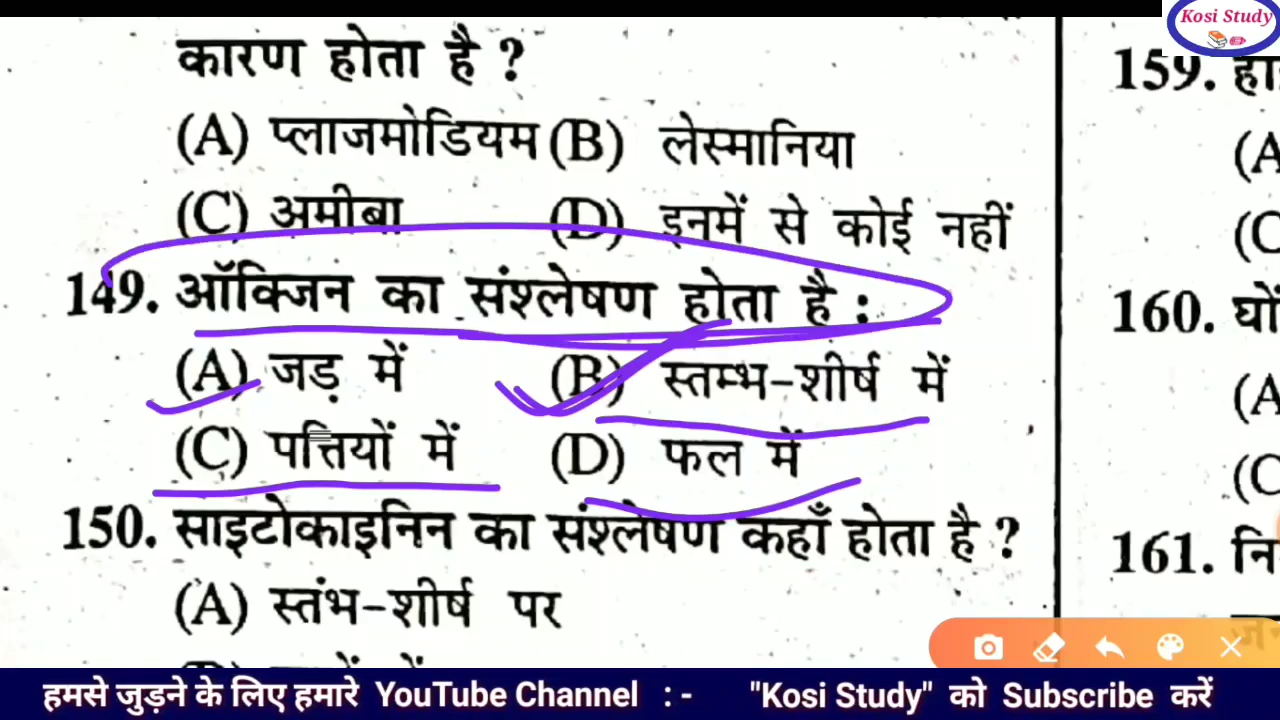 Kosi Study
कारण होता है ?
(A) प्लाजमोडियम (B) लेस्मानिया
(C) अमीबा (D) इनमें से कोई नहीं
149. ऑक्जिन का संश्लेषण होता है :
(A) जड़ में (B) स्तम्भ-शीर्ष में
(C) पत्तियों में (D) फल में
150. साइटोकाइनिन का संश्लेषण कहाँ होता है ?
(A) स्तंभ-शीर्ष पर
159.
(A
(C
160. घों
(A
(C
161. नि
हमसे जुड़ने के लिए हमारे YouTube Channel : - "Kosi Study" को Subscribe करें